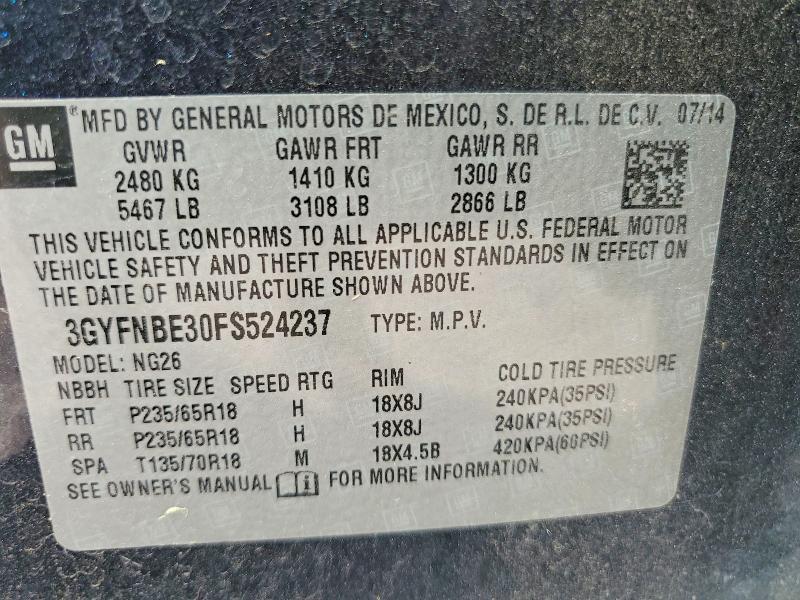 GM ® MFD BY GENERAL MOTORS DE MEXICO, S. DE R.L. DE C.V. 07/14
GVWR GAWR FRT GAWR RR
2480 KG 1410 KG 1300 KG
5467 LB 3108 LB 2866 LB
THIS VEHICLE CONFORMS TO ALL APPLICABLE U.S. FEDERAL MOTOR
VEHICLE SAFETY AND THEFT PREVENTION STANDARDS IN EFFECT ON
THE DATE OF MANUFACTURE SHOWN ABOVE.
3GYFNBE30FS524237 TYPE: M.P.V.
MODEL: NG26
NBBH TIRE SIZE SPEED RTG RIM COLD TIRE PRESSURE
FRT P235/65R18 H 18X8J 240KPA(35PSI)
RR P235/65R18 H 18X8J 240KPA(35PSI)
SPA T135/70R18 M 18X4.5B 420KPA(60PSI)
SEE OWNER'S MANUAL FOR MORE INFORMATION.